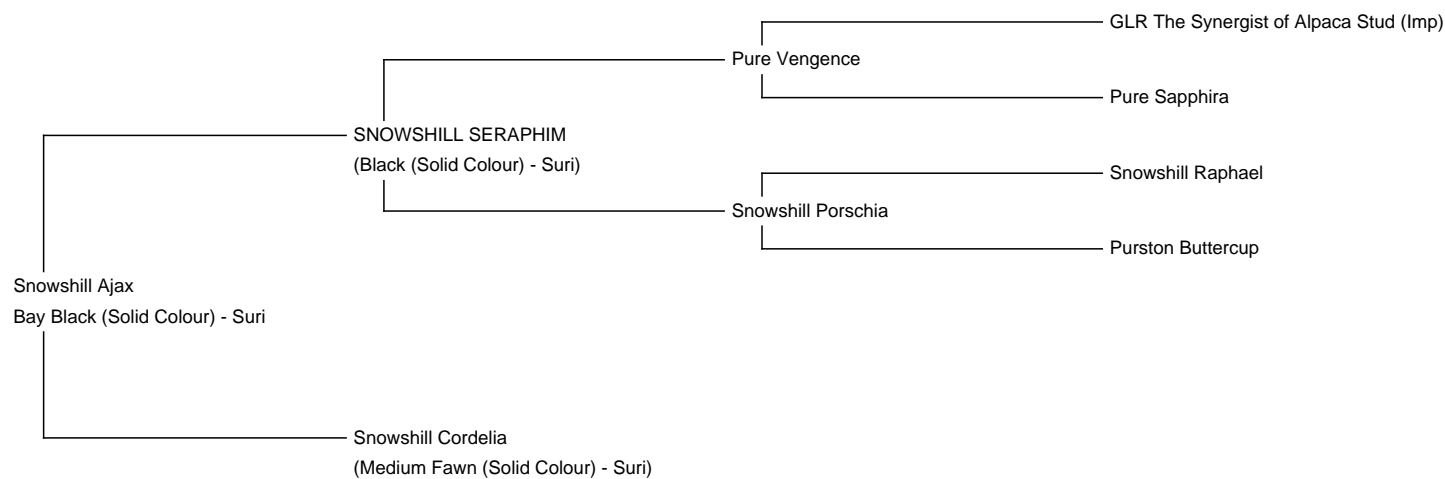 GLR The Synergist of Alpaca Stud (Imp)
Pure Vengence
Pure Sapphira
SNOWSHILL SERAPHIM
(Black (Solid Colour) - Suri)
Snowshill Raphael
Snowshill Porschia
Purston Buttercup
Snowshill Ajax
Bay Black (Solid Colour) - Suri
Snowshill Cordelia
(Medium Fawn (Solid Colour) - Suri)